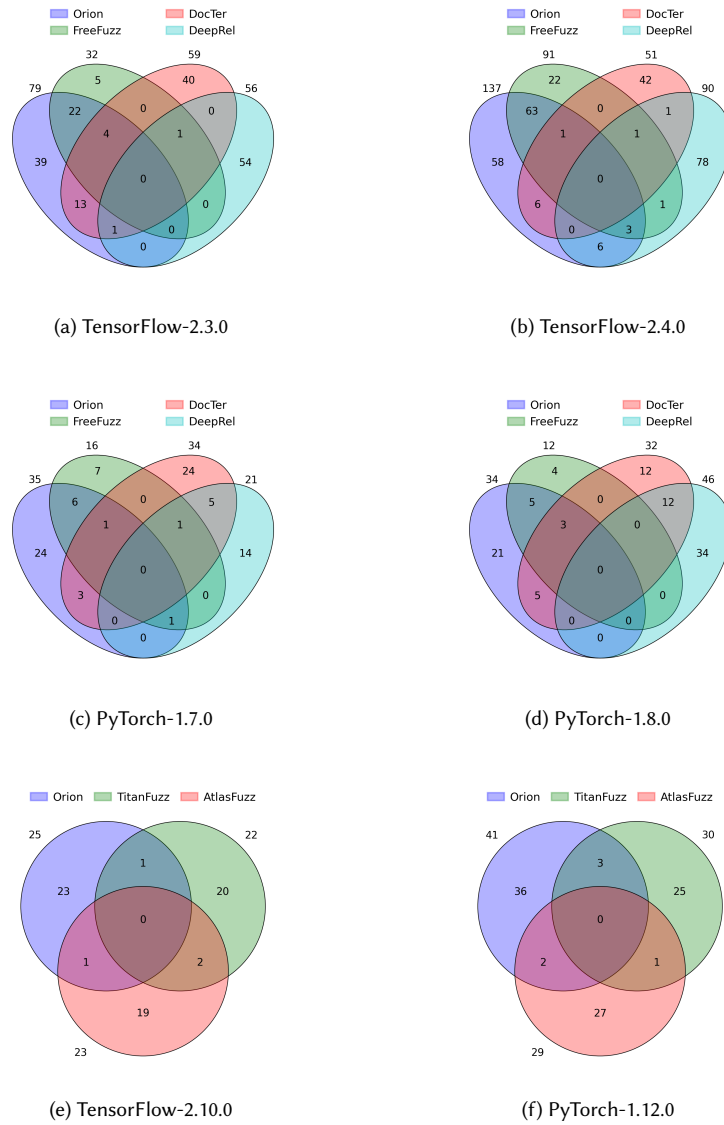 Orion DocTer
FreeFuzz DeepRel
32 59
79 5 40 56
22 0 0
4 1
39 54
0
13 0
1 0
0
(a) TensorFlow-2.3.0
Orion DocTer
FreeFuzz DeepRel
91 51
137 22 42 90
63 0 1
1 1
58 78
0
6 1
0 3
6
(b) TensorFlow-2.4.0
Orion DocTer
FreeFuzz DeepRel
16 34
35 7 24 21
6 0 5
1 1
24 14
0
3 0
0 1
0
(c) PyTorch-1.7.0
Orion DocTer
FreeFuzz DeepRel
12 32
34 4 12 46
5 0 12
3 0
21 34
0
5 0
0 0
0
(d) PyTorch-1.8.0
Orion TitanFuzz AtlasFuzz
25 22
1
23 20
0
1 2
19
23
(e) TensorFlow-2.10.0
Orion TitanFuzz AtlasFuzz
41 30
3
36 25
0
2 1
27
29
(f) PyTorch-1.12.0